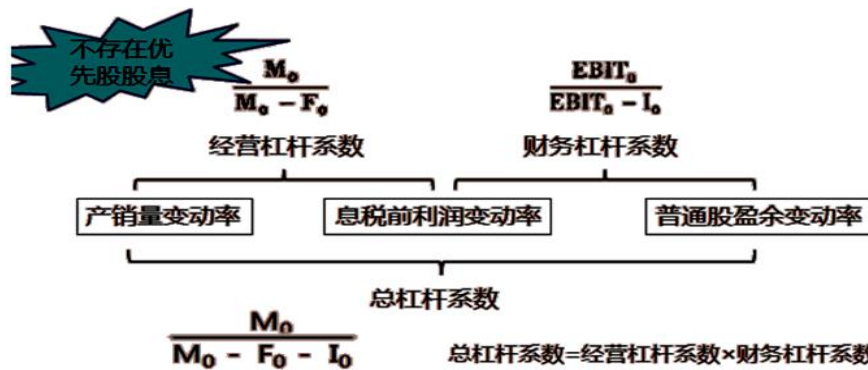 不存在优
先股股息
M₀
M₀ - F₀
EBIT₀
EBIT₀ - I₀
经营杠杆系数
财务杠杆系数
产销量变动率
息税前利润变动率
普通股盈余变动率
总杠杆系数
M₀
M₀ - F₀ - I₀
总杠杆系数=经营杠杆系数×财务杠杆系数